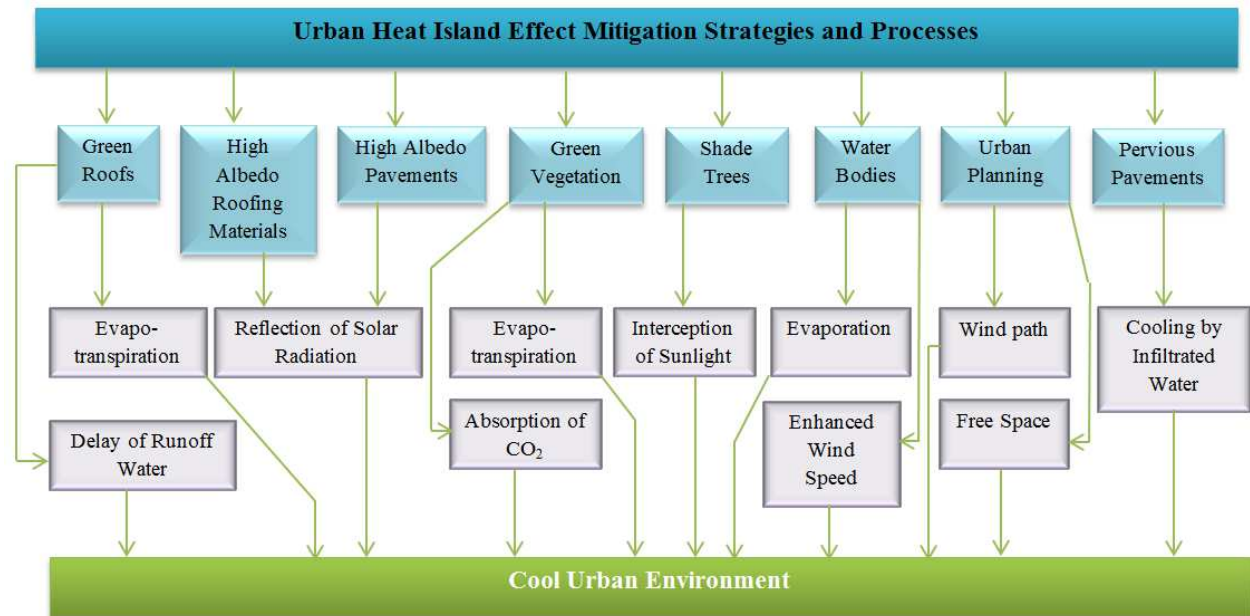 Urban Heat Island Effect Mitigation Strategies and Processes
Green
Roofs
High
Albedo
Roofing
Materials
High Albedo
Pavements
Green
Vegetation
Shade
Trees
Water
Bodies
Urban
Planning
Pervious
Pavements
Evapo-
transpiration
Reflection of Solar
Radiation
Evapo-
transpiration
Interception
of Sunlight
Evaporation
Wind path
Cooling by
Infiltrated
Water
Delay of Runoff
Water
Absorption of
CO₂
Enhanced
Wind
Speed
Free Space
Cool Urban Environment